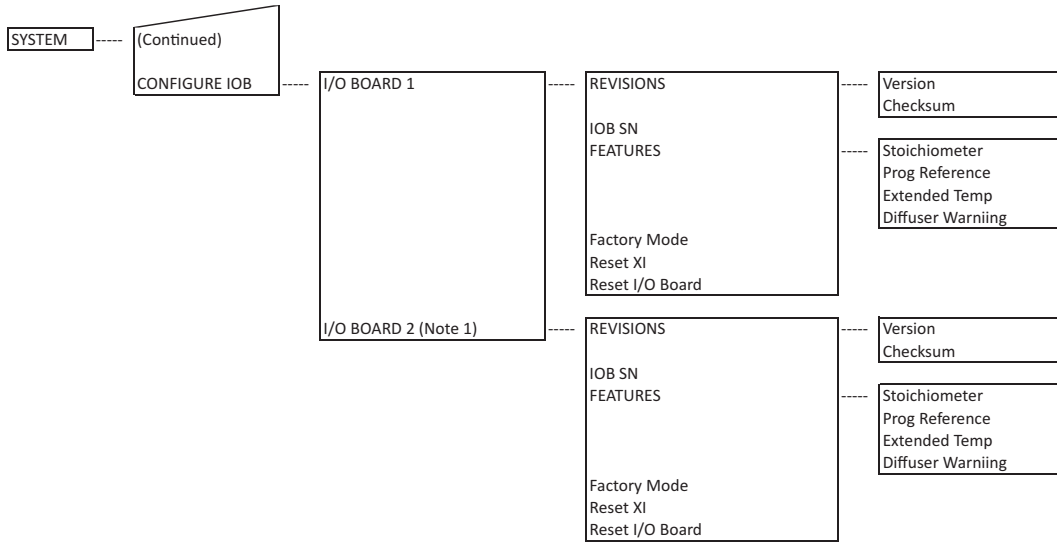 SYSTEM ----- (Continued)
CONFIGURE IOB ----- I/O BOARD 1 ----- REVISIONS ----- Version
Checksum
IOB SN
FEATURES ----- Stoichiometer
Prog Reference
Extended Temp
Diffuser Warniing
Factory Mode
Reset XI
Reset I/O Board
I/O BOARD 2 (Note 1) ----- REVISIONS ----- Version
Checksum
IOB SN
FEATURES ----- Stoichiometer
Prog Reference
Extended Temp
Diffuser Warniing
Factory Mode
Reset XI
Reset I/O Board